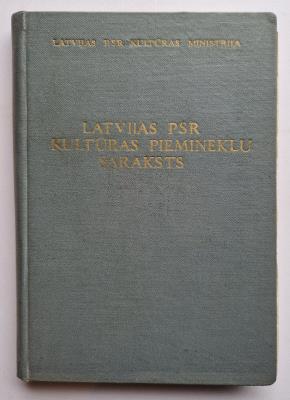 LATVIJAS PSR KULTŪRAS MINISTRIJA
LATVIJAS PSR
KULTŪRAS PIEMINEKĻU
SARAKSTS